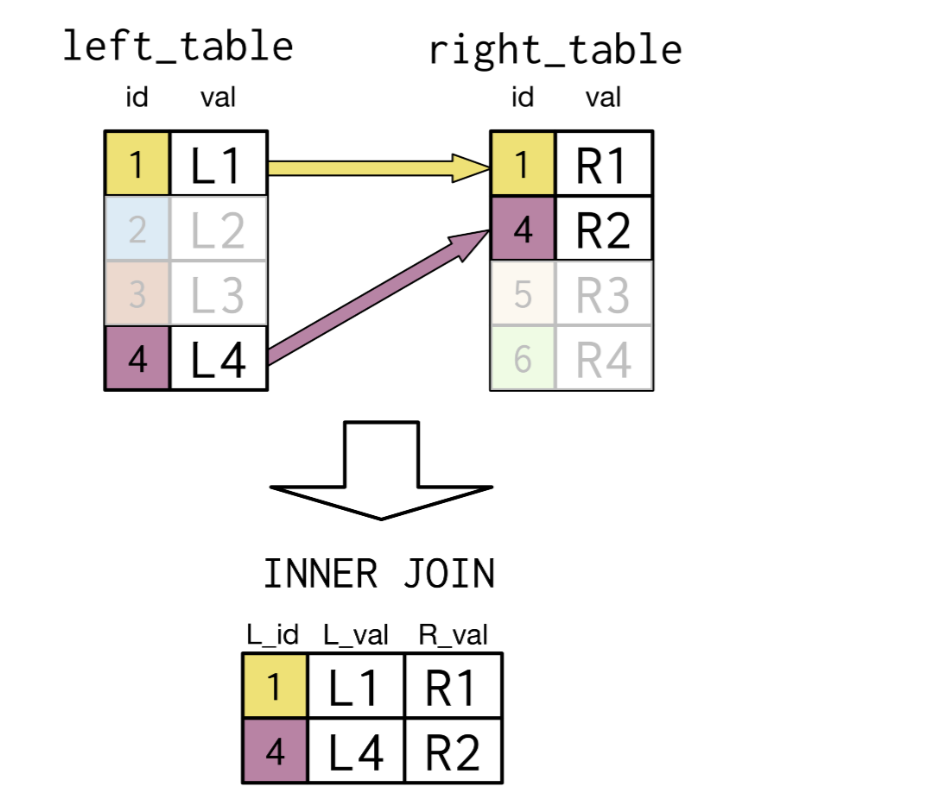 left_table right_table
id val id val
1 L1 1 R1
2 L2 4 R2
3 L3 5 R3
4 L4 6 R4
INNER JOIN
L_id L_val R_val
1 L1 R1
4 L4 R2